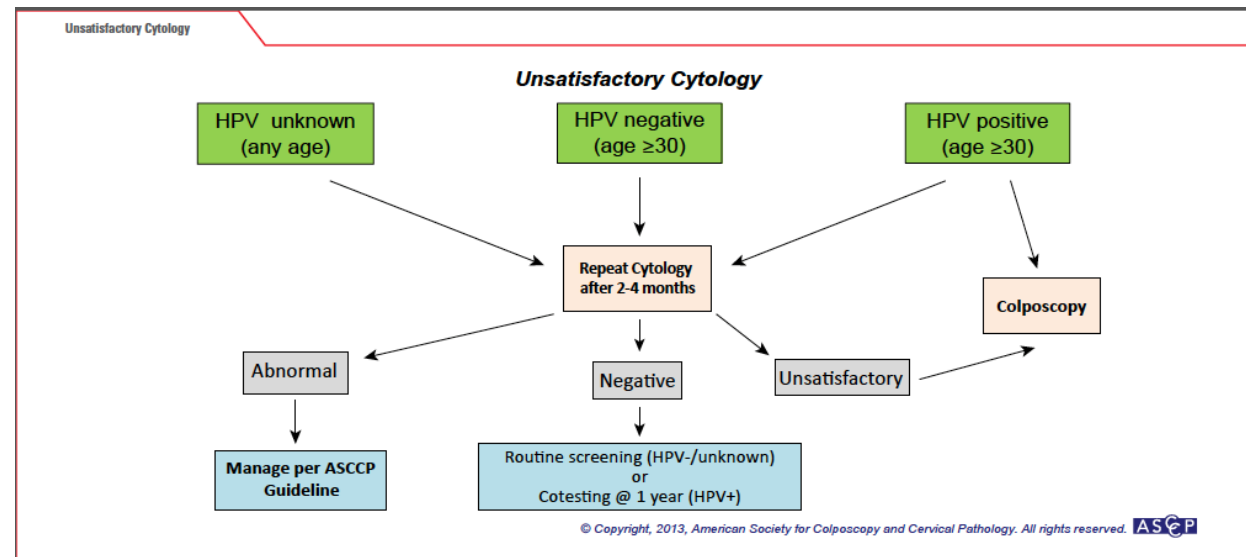 Unsatisfactory Cytology
Unsatisfactory Cytology
HPV unknown
(any age)
HPV negative
(age ≥30)
HPV positive
(age ≥30)
Repeat Cytology
after 2-4 months
Colposcopy
Abnormal
Negative
Unsatisfactory
Manage per ASCCP
Guideline
Routine screening (HPV-/unknown)
or
Cotesting @ 1 year (HPV+)
© Copyright, 2013, American Society for Colposcopy and Cervical Pathology. All rights reserved. ASCCP